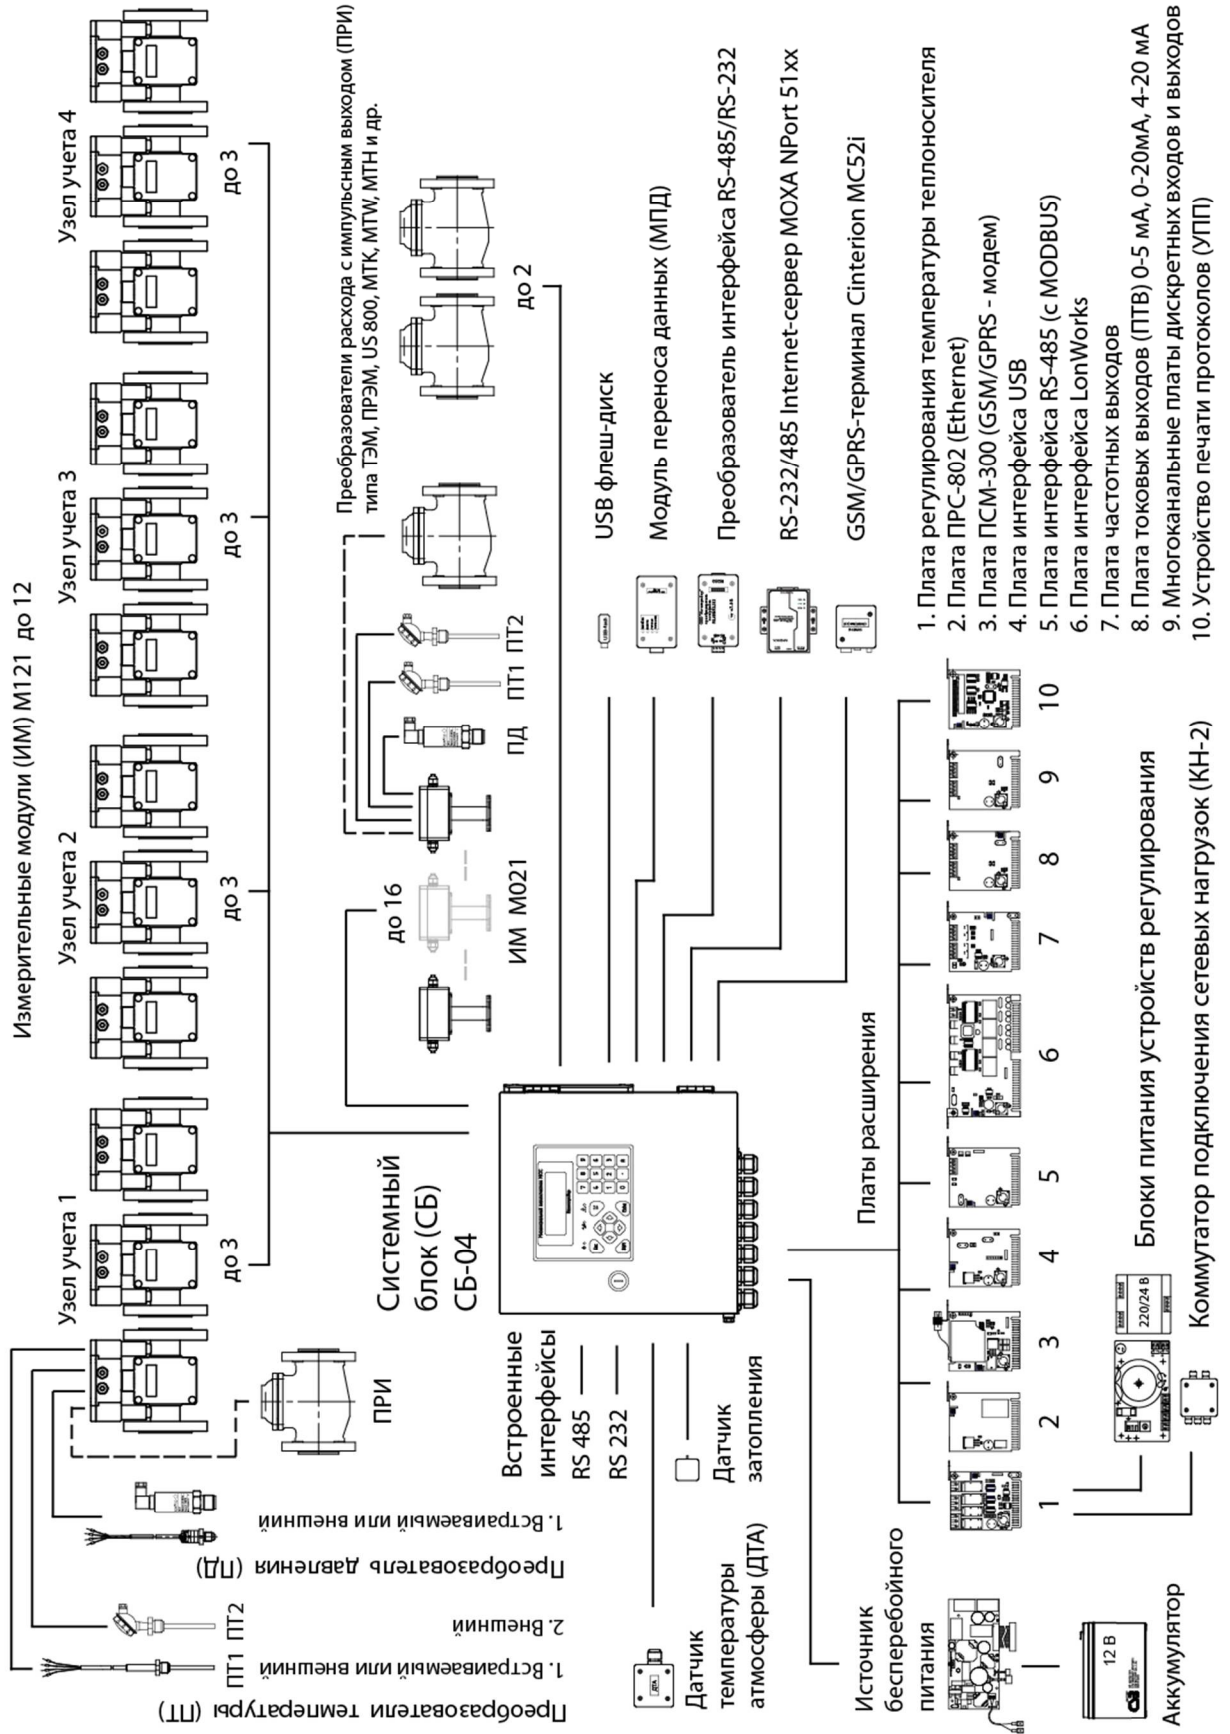 Измерительные модули (ИМ) М121 до 12
Узел учета 1
Узел учета 2
Узел учета 3
Узел учета 4
до 3
до 3
до 3
до 3
Преобразователи температуры (ПТ)
1. Встраиваемый или внешний
2. Внешний
ПТ1 ПТ2
Преобразователь давления (ПД)
1. Встраиваемый или внешний
ПРИ
Преобразователи расхода с импульсным выходом (ПРИ)
типа ТЭМ, ПРЭМ, US 800, МТК, МТW, МТН и др.
до 16
ИМ М021
ПД
ПТ1 ПТ2
до 2
Системный
блок (СБ)
СБ-04
Встроенные
интерфейсы
RS 485
RS 232
USB флеш-диск
Модуль переноса данных (МПД)
Преобразователь интерфейса RS-485/RS-232
RS-232/485 Internet-сервер MOXA NPort 51xx
GSM/GPRS-терминал Cinterion MC52i
ДТА
Датчик
температуры
атмосферы (ДТА)
Датчик
затопления
Источник
бесперебойного
питания
12 В
Аккумулятор
Платы расширения
1
2
3
4
5
6
7
8
9
10
220/24 В
Блоки питания устройств регулирования
Коммутатор подключения сетевых нагрузок (КН-2)
1. Плата регулирования температуры теплоносителя
2. Плата ПРС-802 (Ethernet)
3. Плата ПСМ-300 (GSM/GPRS - модем)
4. Плата интерфейса USB
5. Плата интерфейса RS-485 (с MODBUS)
6. Плата интерфейса LonWorks
7. Плата частотных выходов
8. Плата токовых выходов (ПТВ) 0-5 мА, 0-20мА, 4-20 мА
9. Многоканальные платы дискретных входов и выходов
10. Устройство печати протоколов (УПП)